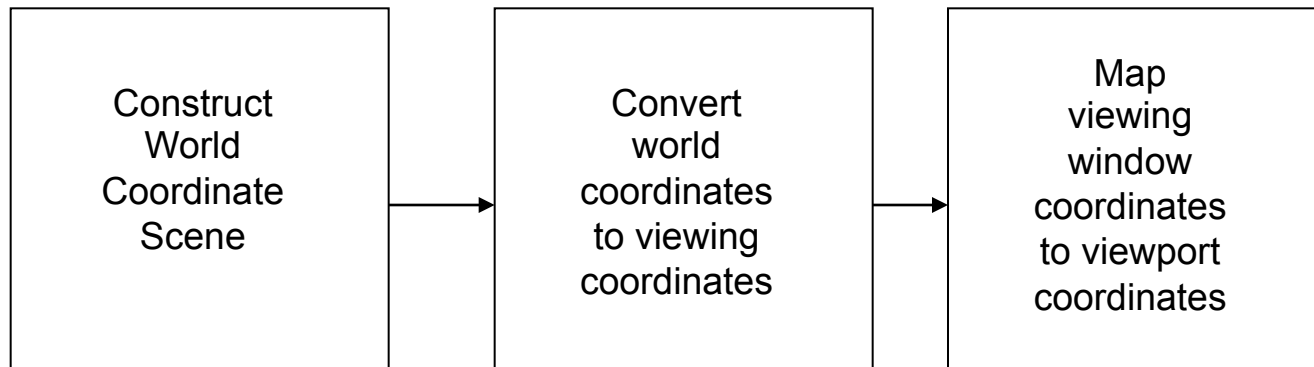 Construct
World
Coordinate
Scene
Convert
world
coordinates
to viewing
coordinates
Map
viewing
window
coordinates
to viewport
coordinates